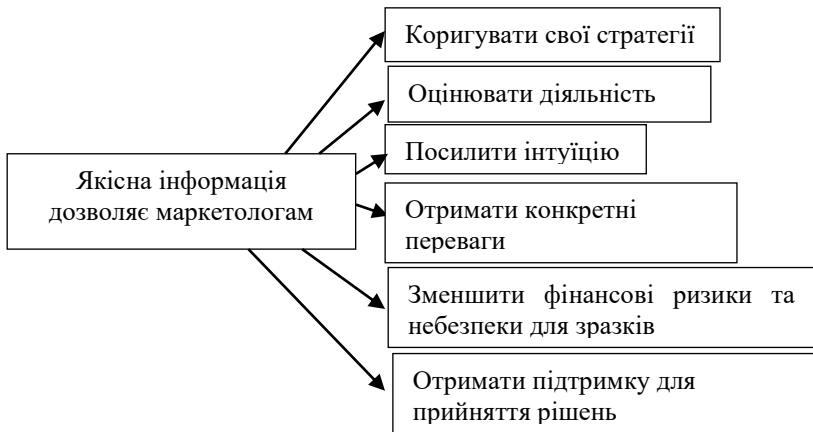 Коригувати свої стратегії
Оцінювати діяльність
Посилити інтуїцію
Якісна інформація
дозволяє маркетологам
Отримати конкретні
переваги
Зменшити фінансові ризики та
небезпеки для зразків
Отримати підтримку для
прийняття рішень